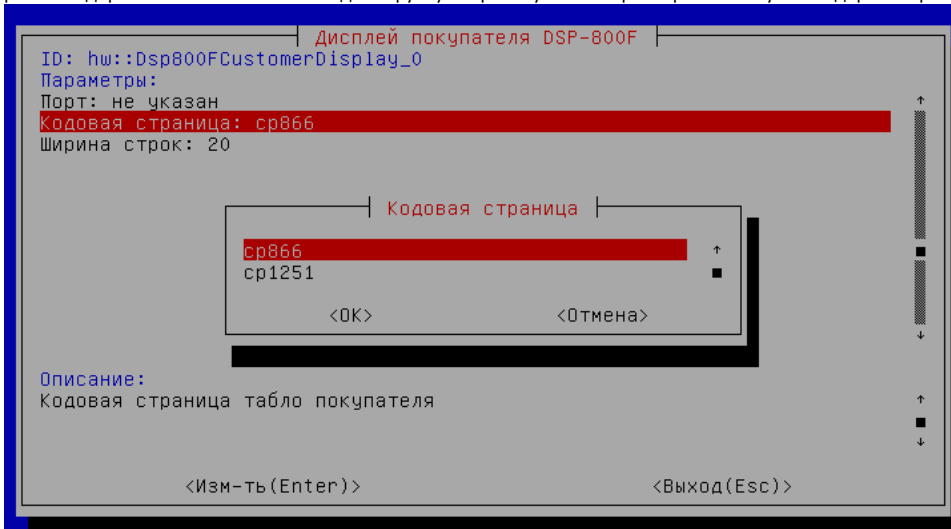 Дисплей покупателя DSP-800F
ID: hw::Dsp800FCustomerDisplay_0
Параметры:
Порт: не указан
Кодовая страница: cp866
Ширина строк: 20
Кодовая страница
cp866
cp1251
<OK>
<Отмена>
Описание:
Кодовая страница табло покупателя
<Изм-ть(Enter)>
<Выход(Esc)>